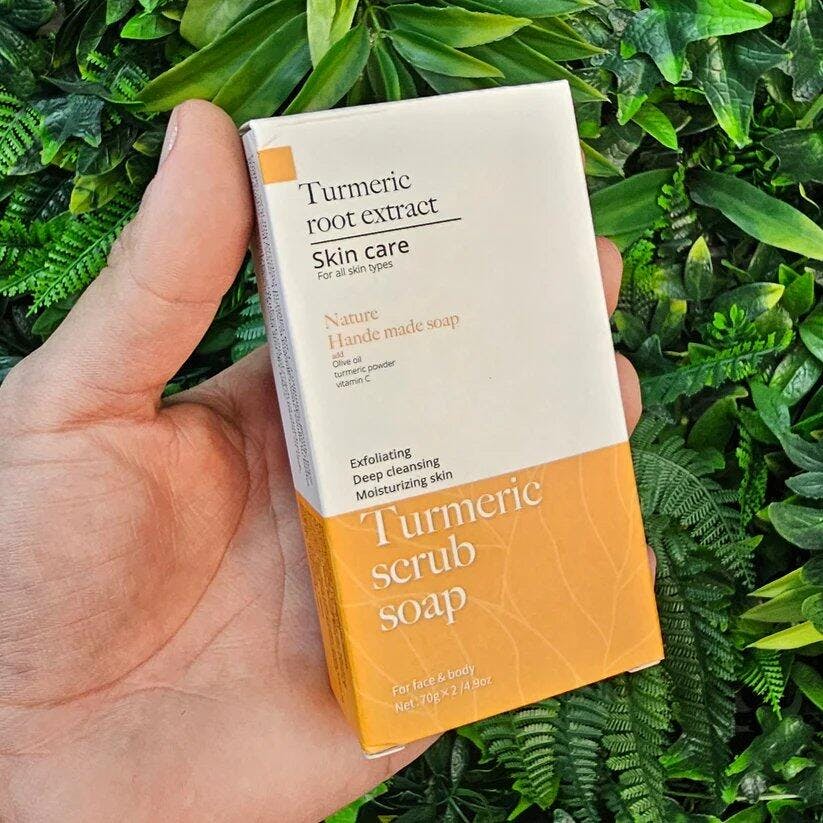 Turmeric
root extract
Skin care
For all skin types
Nature
Hande made soap
add
Olive oil
turmeric powder
vitamin C
Exfoliating
Deep cleansing
Moisturizing skin
Turmeric
scrub
soap
For face & body
Net: 70g×2 /4.9oz